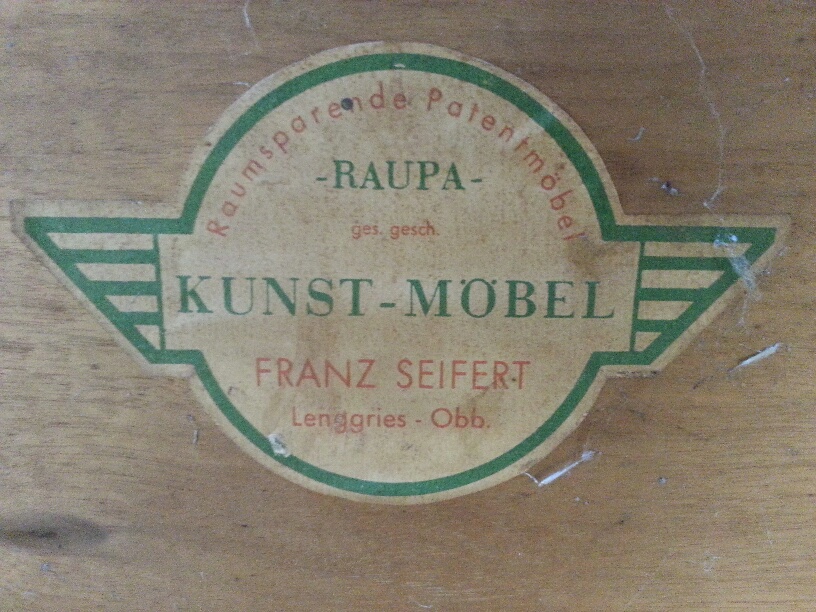 Raumsparende Patentmöbel
-RAUPA-
ges. gesch.
KUNST-MÖBEL
FRANZ SEIFERT
Lenggries - Obb.